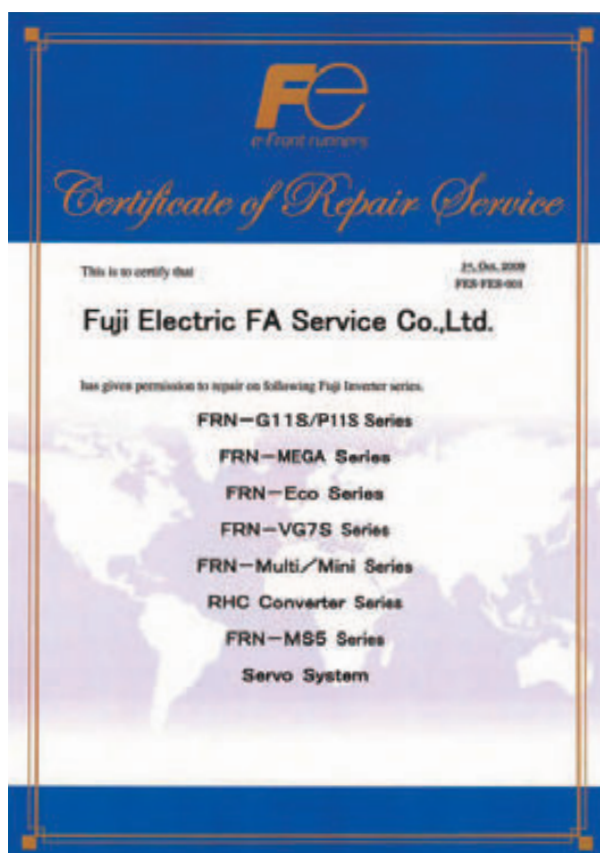 Fe
e-Front runners
Certificate of Repair Service
This is to certify that
Oct, 2009
FES-FES-001
Fuji Electric FA Service Co.,Ltd.
has given permission to repair on following Fuji Inverter series.
FRN－G11S/P11S Series
FRN－MEGA Series
FRN－Eco Series
FRN－VG7S Series
FRN－Multi／Mini Series
RHC Converter Series
FRN－MS5 Series
Servo System